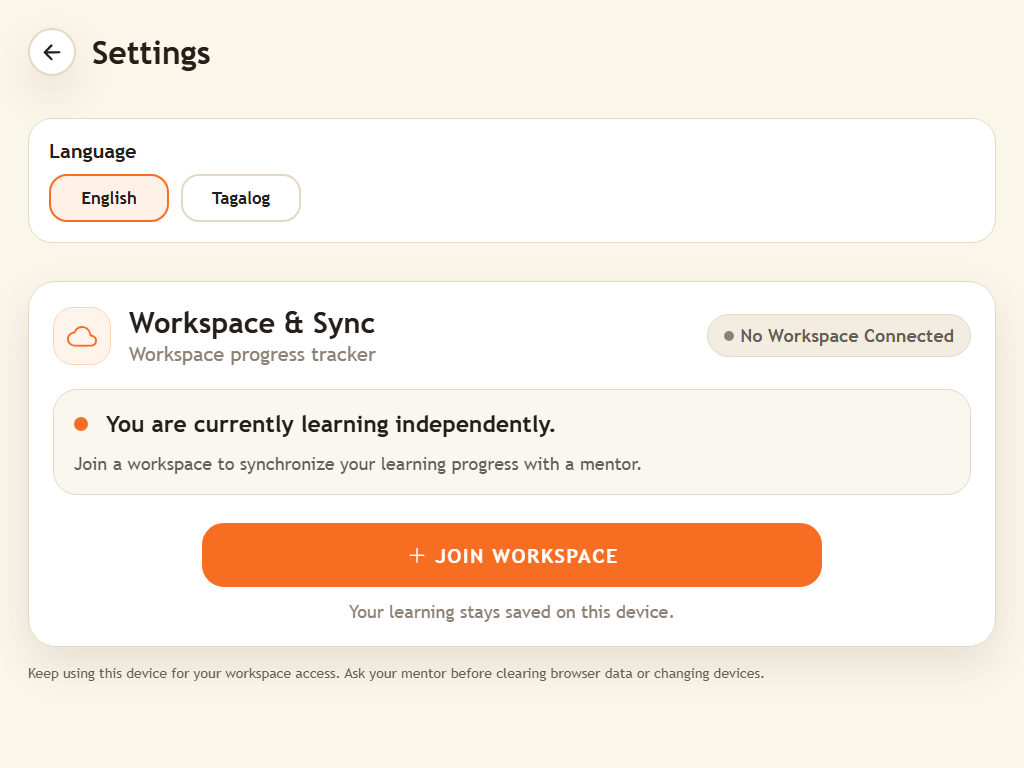 Settings
Language
English
Tagalog
Workspace & Sync
Workspace progress tracker
No Workspace Connected
You are currently learning independently.
Join a workspace to synchronize your learning progress with a mentor.
+ JOIN WORKSPACE
Your learning stays saved on this device.
Keep using this device for your workspace access. Ask your mentor before clearing browser data or changing devices.